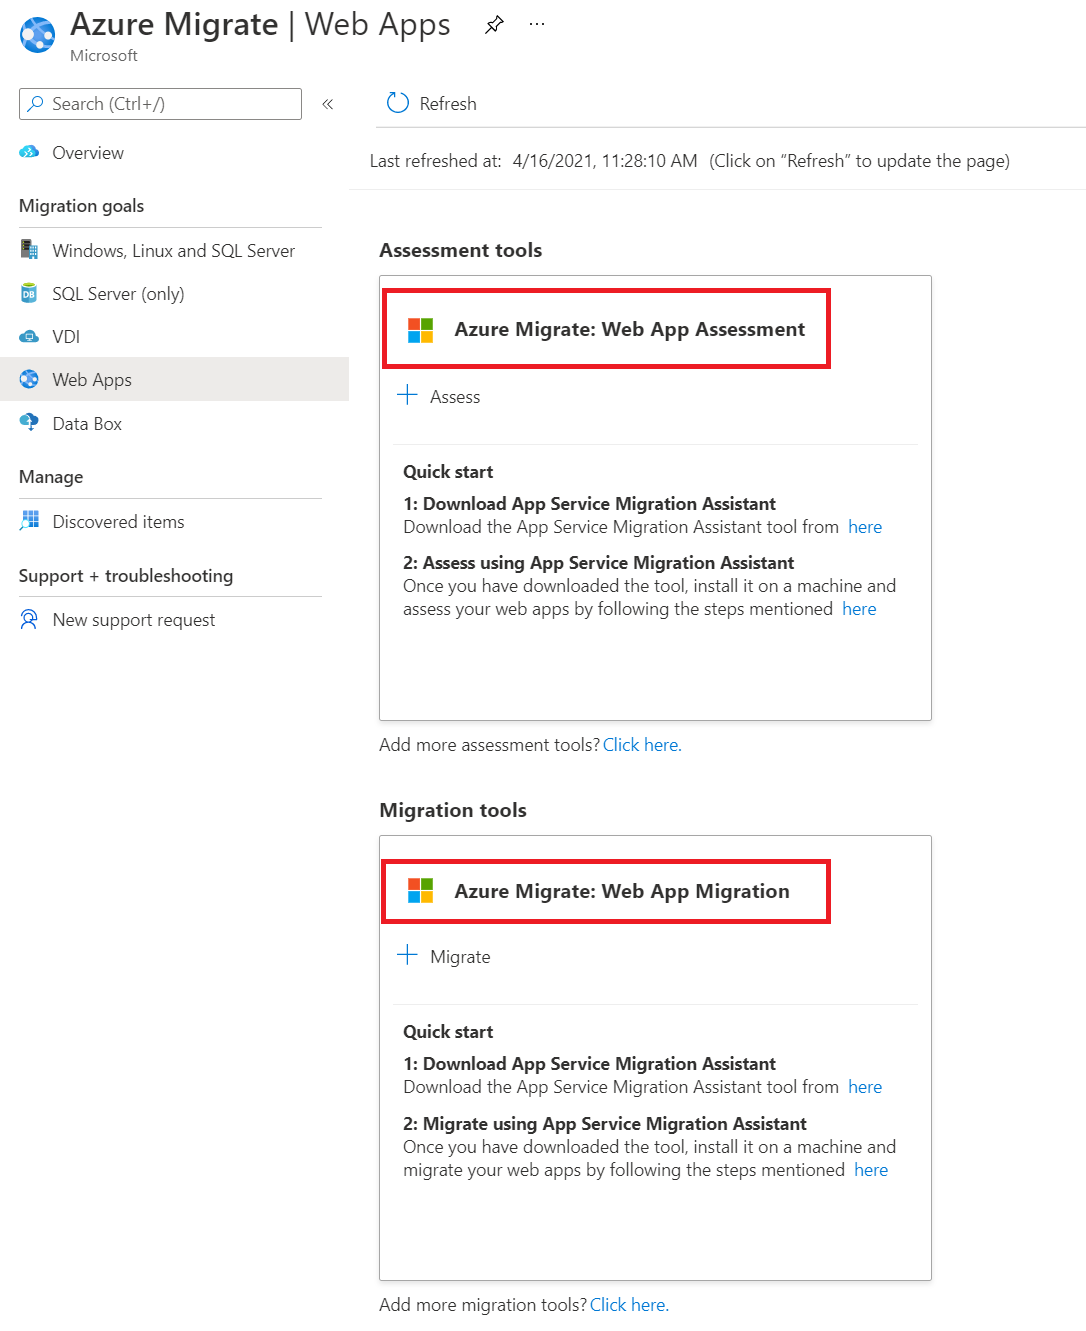 Azure Migrate | Web Apps
Microsoft
Search (Ctrl+/)
Overview
Migration goals
Windows, Linux and SQL Server
SQL Server (only)
VDI
Web Apps
Data Box
Manage
Discovered items
Support + troubleshooting
New support request
Refresh
Last refreshed at: 4/16/2021, 11:28:10 AM (Click on “Refresh” to update the page)
Assessment tools
Azure Migrate: Web App Assessment
Assess
Quick start
1: Download App Service Migration Assistant
Download the App Service Migration Assistant tool from here
2: Assess using App Service Migration Assistant
Once you have downloaded the tool, install it on a machine and
assess your web apps by following the steps mentioned here
Add more assessment tools? Click here.
Migration tools
Azure Migrate: Web App Migration
Migrate
Quick start
1: Download App Service Migration Assistant
Download the App Service Migration Assistant tool from here
2: Migrate using App Service Migration Assistant
Once you have downloaded the tool, install it on a machine and
migrate your web apps by following the steps mentioned here
Add more migration tools? Click here.